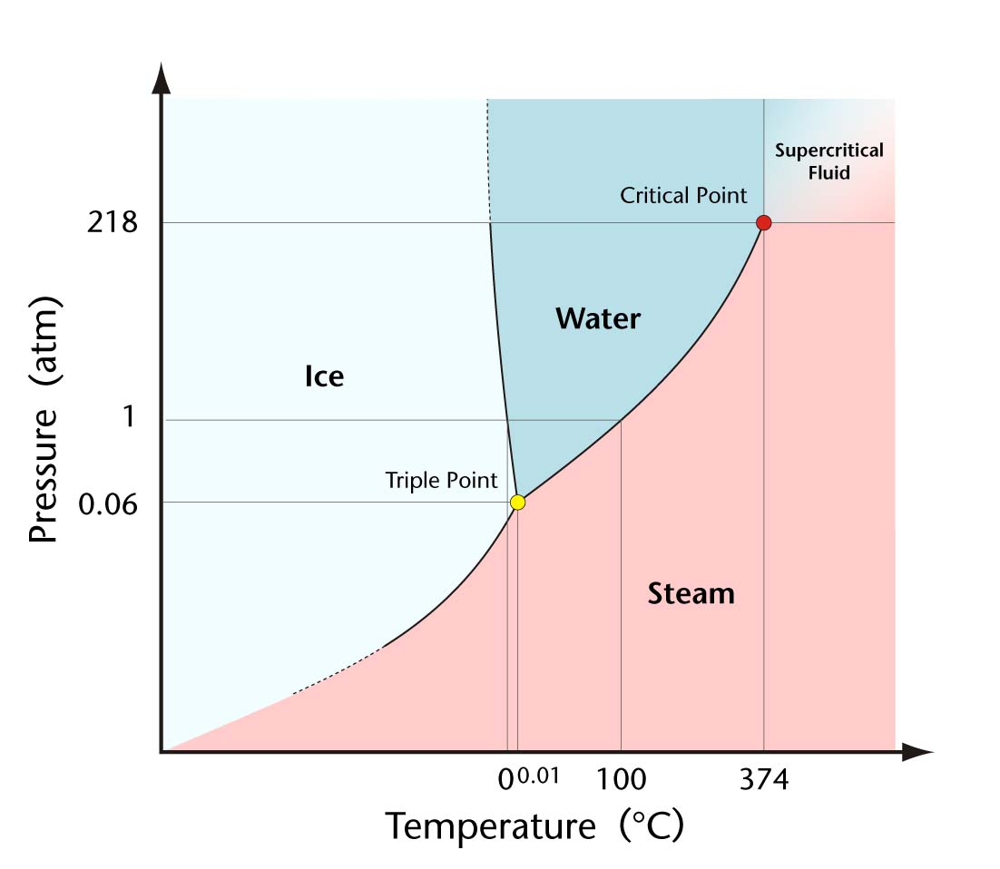 Supercritical
Fluid
Critical Point
218
Water
Ice
1
Triple Point
0.06
Steam
Pressure (atm)
0 0.01 100 374
Temperature (°C)